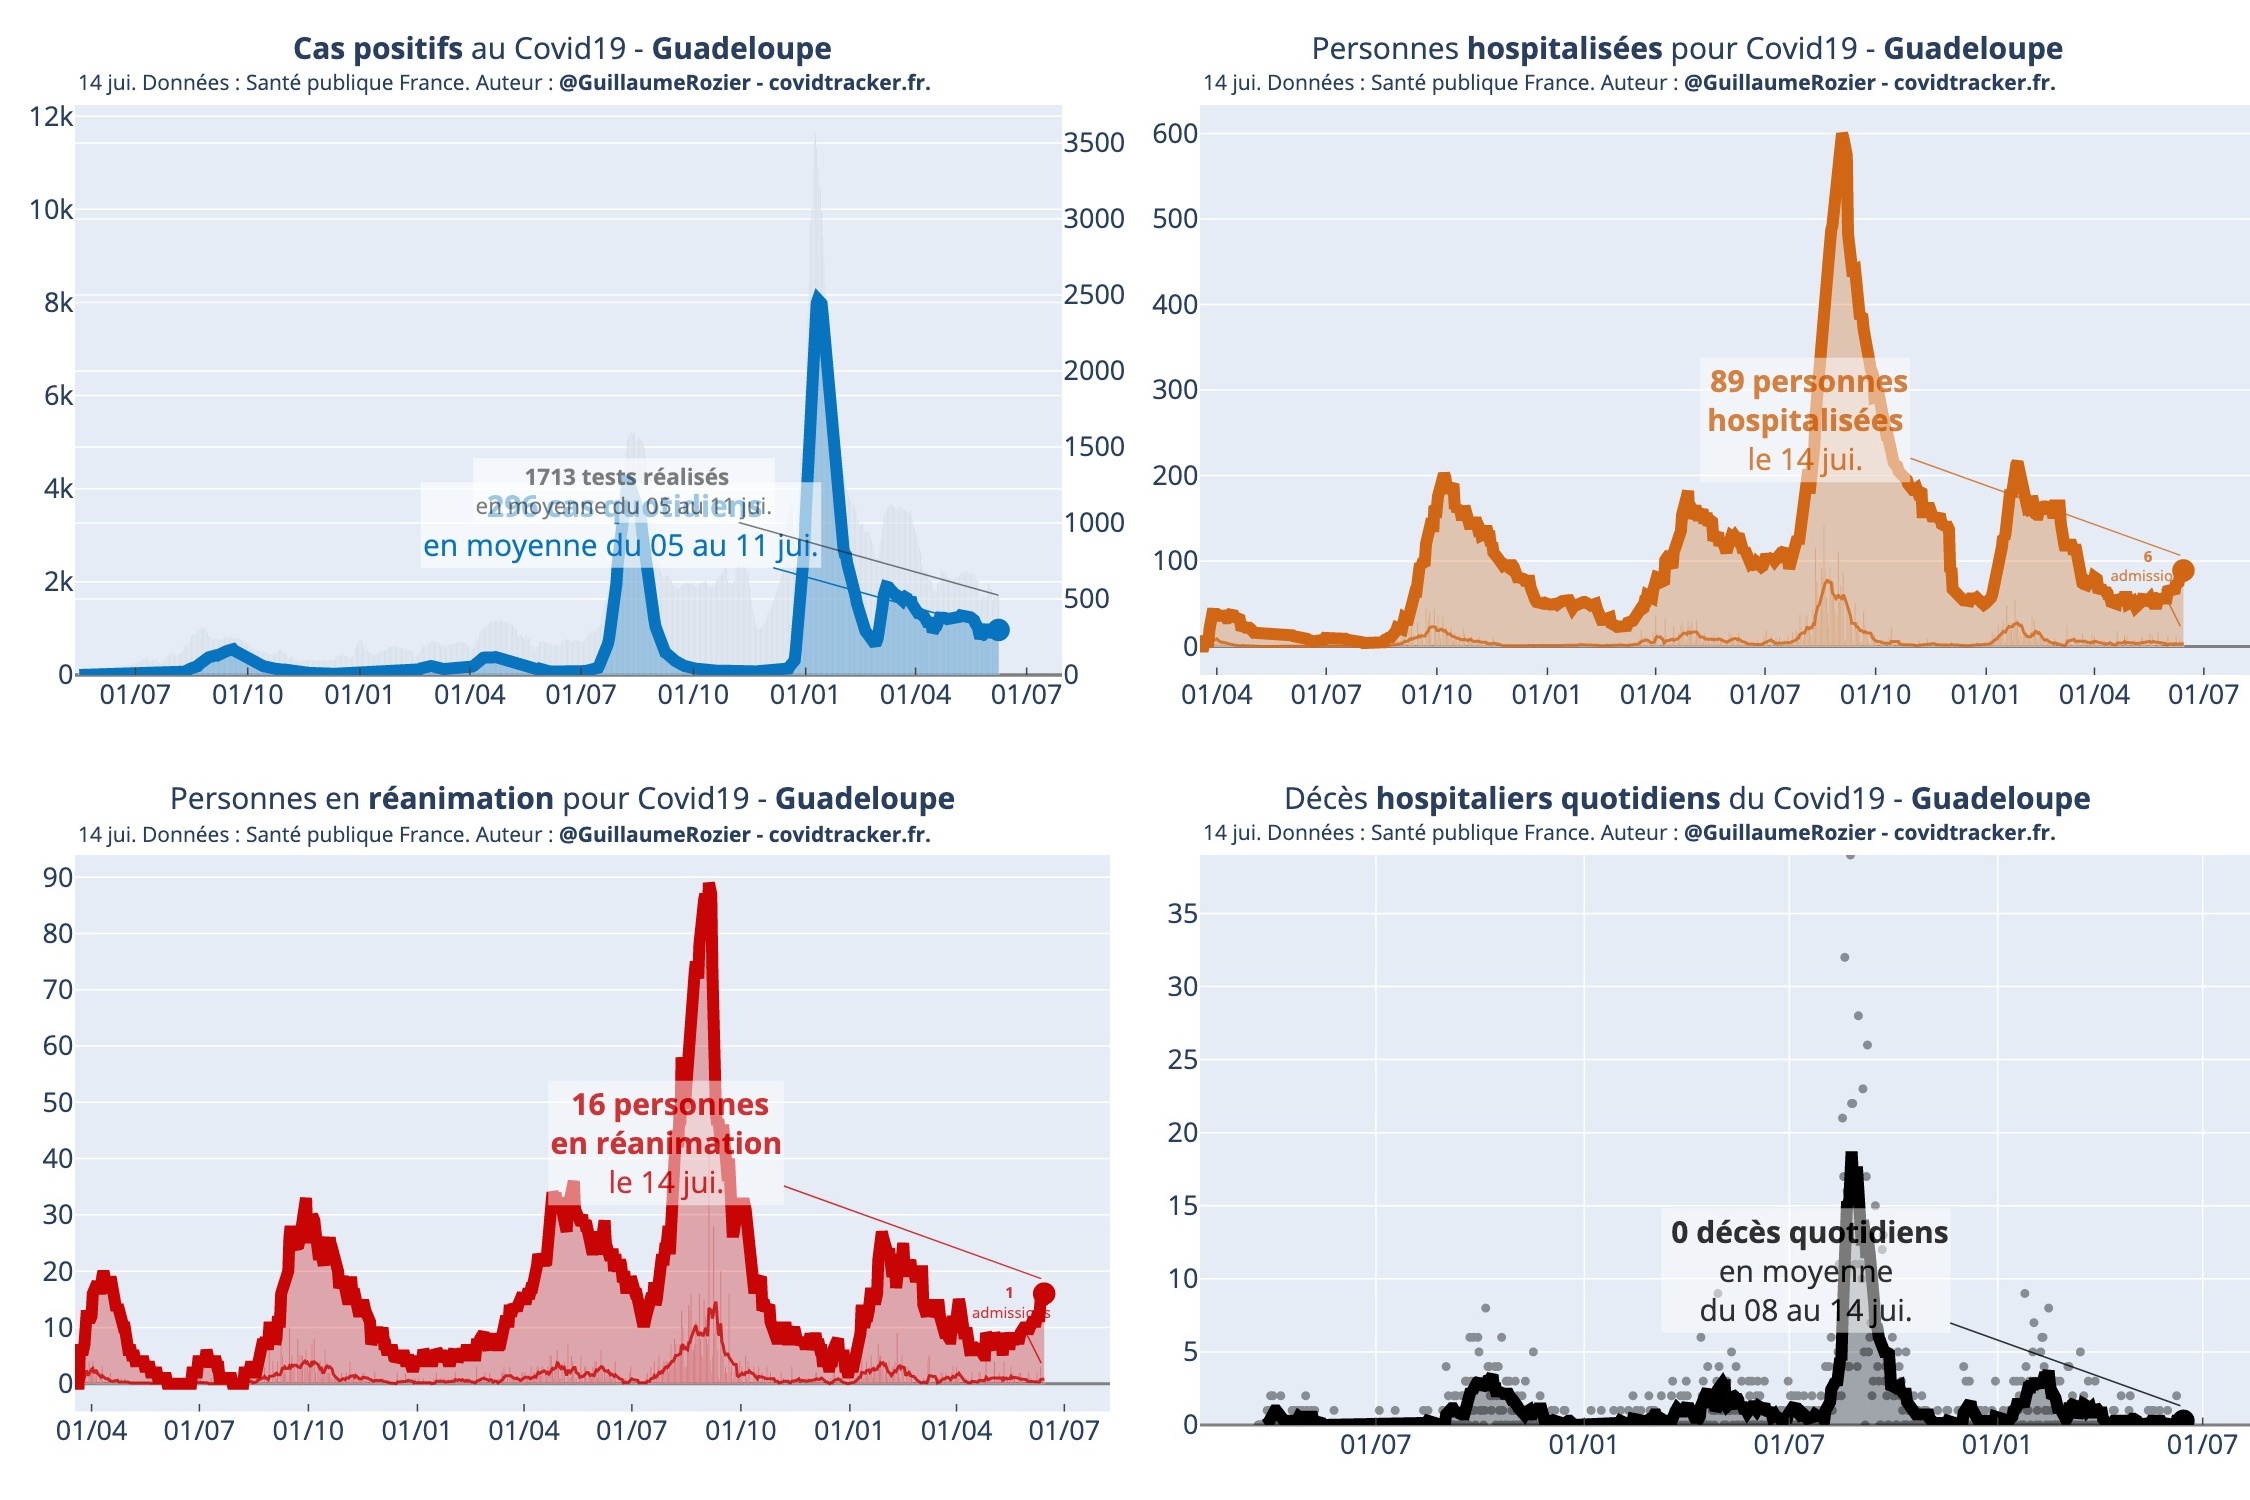 Cas positifs au Covid19 - Guadeloupe
14 jui. Données : Santé publique France. Auteur : @GuillaumeRozier - covidtracker.fr.
12k
10k
8k
6k
4k
2k
0
3500
3000
2500
2000
1500
1000
500
0
1713 tests réalisés
en moyenne du 05 au 11 jui.
296 cas quotidiens
en moyenne du 05 au 11 jui.
01/07 01/10 01/01 01/04 01/07 01/10 01/01 01/04 01/07
Personnes hospitalisées pour Covid19 - Guadeloupe
14 jui. Données : Santé publique France. Auteur : @GuillaumeRozier - covidtracker.fr.
600
500
400
300
200
100
0
89 personnes
hospitalisées
le 14 jui.
6
admissio
01/04 01/07 01/10 01/01 01/04 01/07 01/10 01/01 01/04 01/07
Personnes en réanimation pour Covid19 - Guadeloupe
14 jui. Données : Santé publique France. Auteur : @GuillaumeRozier - covidtracker.fr.
90
80
70
60
50
40
30
20
10
0
16 personnes
en réanimation
le 14 jui.
1
admissions
01/04 01/07 01/10 01/01 01/04 01/07 01/10 01/01 01/04 01/07
Décès hospitaliers quotidiens du Covid19 - Guadeloupe
14 jui. Données : Santé publique France. Auteur : @GuillaumeRozier - covidtracker.fr.
35
30
25
20
15
10
5
0
0 décès quotidiens
en moyenne
du 08 au 14 jui.
01/07 01/01 01/07 01/01 01/07